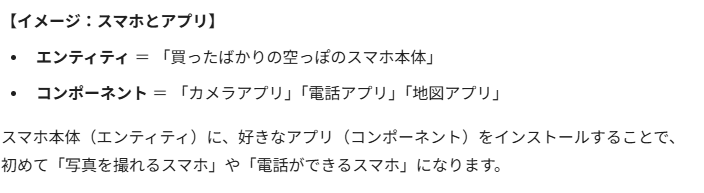 【イメージ：スマホとアプリ】
• エンティティ ＝ 「買ったばかりの空っぽのスマホ本体」
• コンポーネント ＝ 「カメラアプリ」「電話アプリ」「地図アプリ」
スマホ本体（エンティティ）に、好きなアプリ（コンポーネント）をインストールすることで、
初めて「写真を撮れるスマホ」や「電話ができるスマホ」になります。